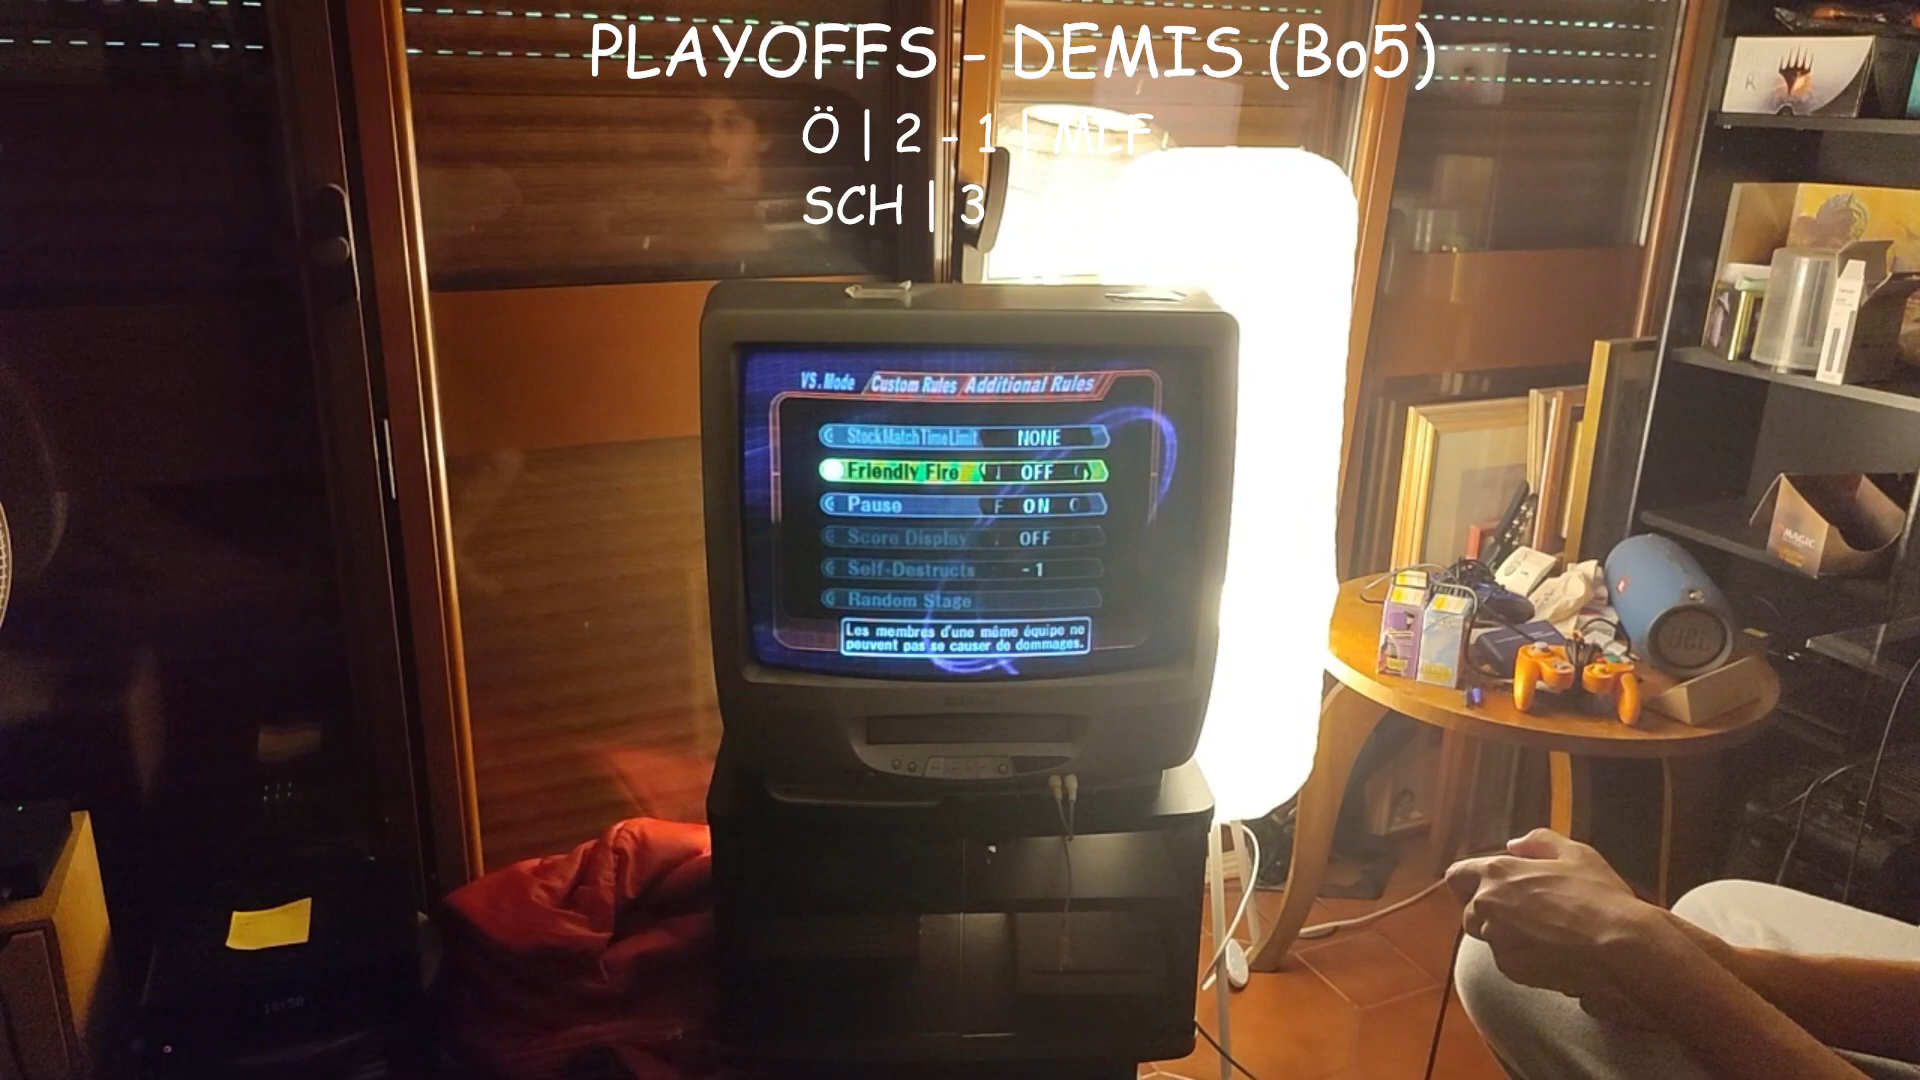 PLAYOFFS - DEMIS (Bo5)
Ö | 2 - 1 | MLF
SCH | 3
VS. Mode Custom Rules Additional Rules
Stock Match Time Limit NONE
Friendly Fire OFF
Pause ON
Score Display OFF
Self-Destructs -1
Random Stage
Les membres d'une même équipe ne
peuvent pas se causer de dommages.
MAGIC
JBL